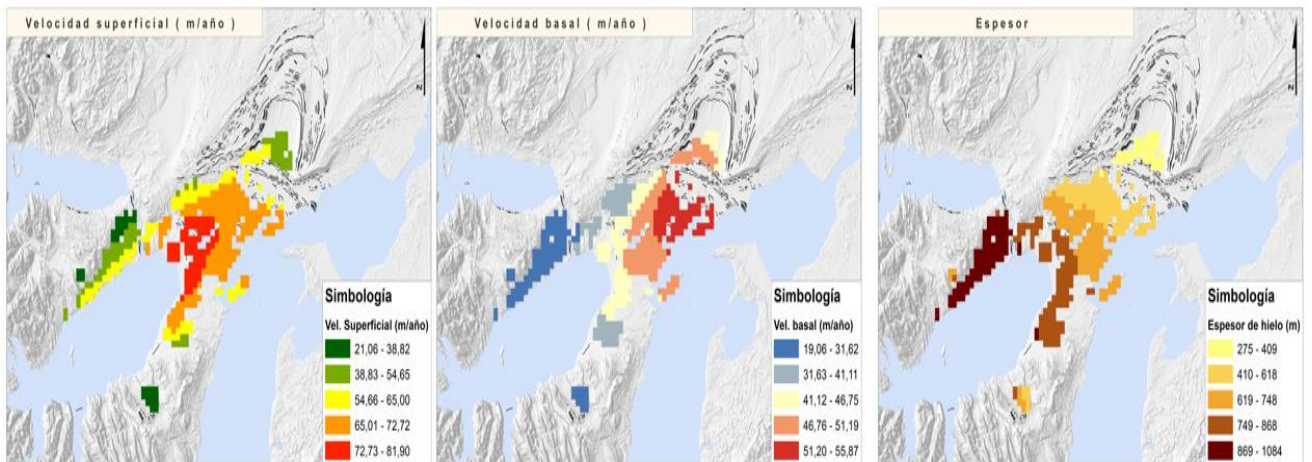 Velocidad superficial ( m/año )
Simbología
Vel. Superficial (m/año)
21,06 - 38,82
38,83 - 54,65
54,66 - 65,00
65,01 - 72,72
72,73 - 81,90
Velocidad basal ( m/año )
Simbología
Vel. basal (m/año)
19,06 - 31,62
31,63 - 41,11
41,12 - 46,75
46,76 - 51,19
51,20 - 55,87
Espesor
Simbología
Espesor de hielo (m)
275 - 409
410 - 618
619 - 748
749 - 868
869 - 1084
z
z
z